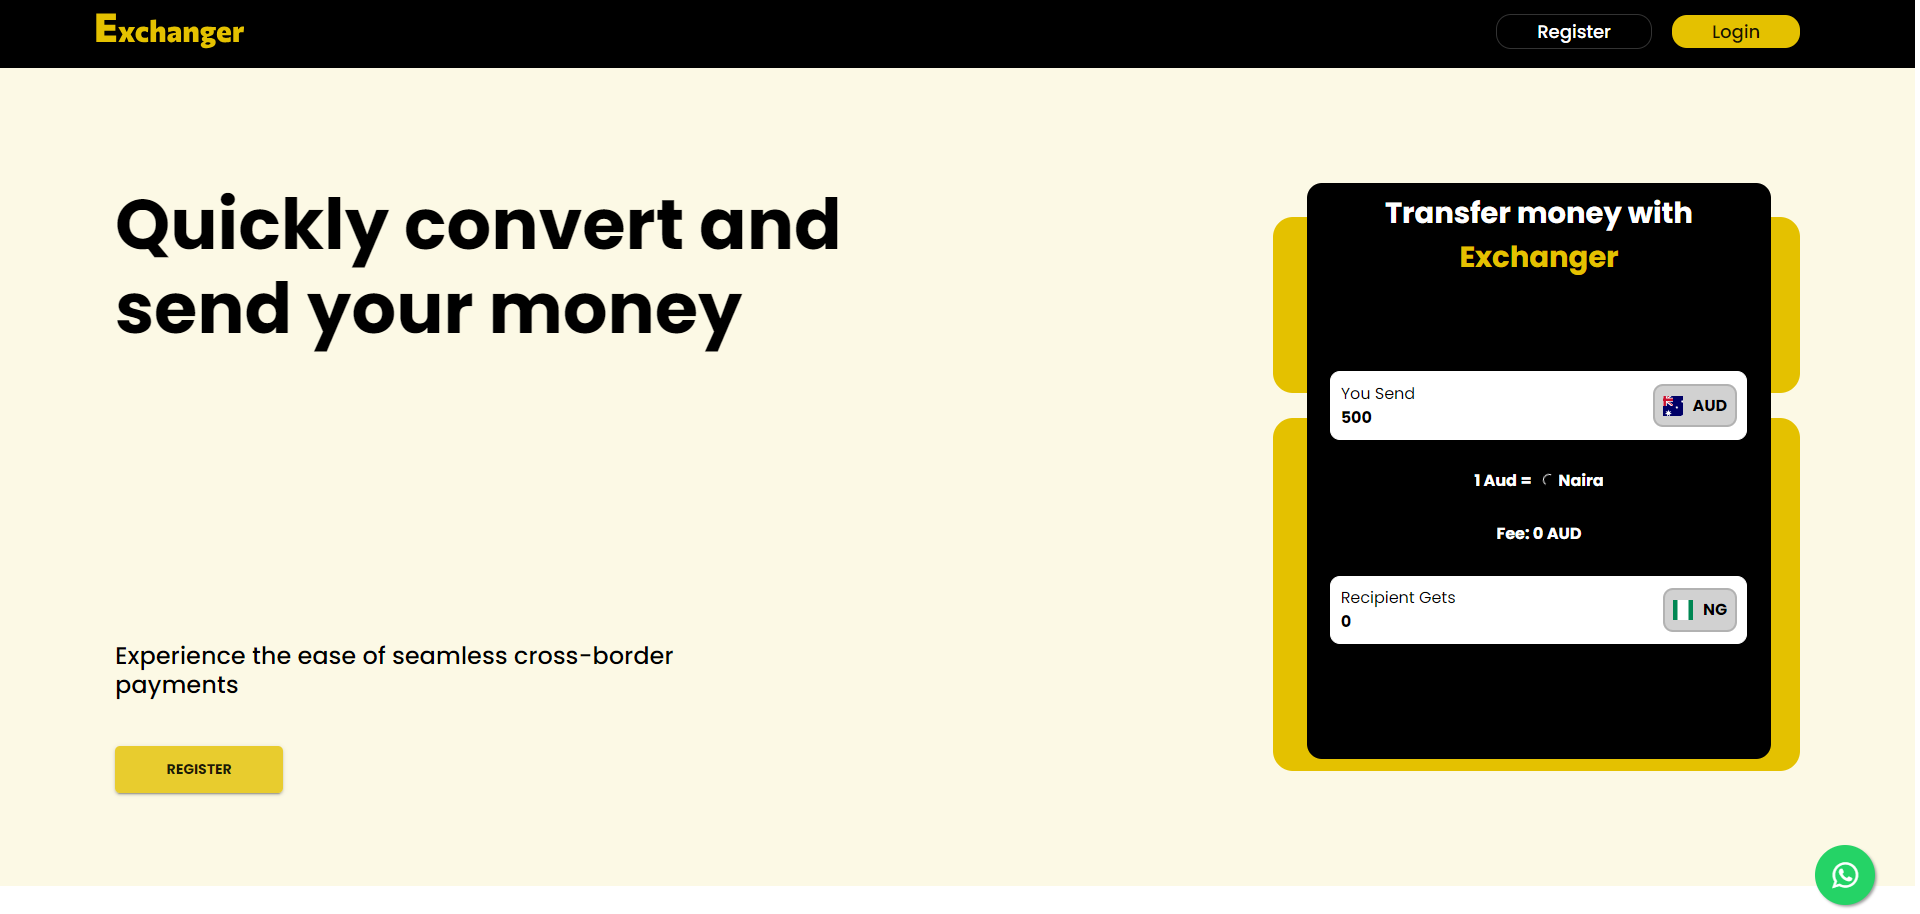 Exchanger
Register
Login
Quickly convert and
send your money
Experience the ease of seamless cross-border
payments
REGISTER
Transfer money with
Exchanger
You Send
500
AUD
1 Aud = Naira
Fee: 0 AUD
Recipient Gets
0
NG